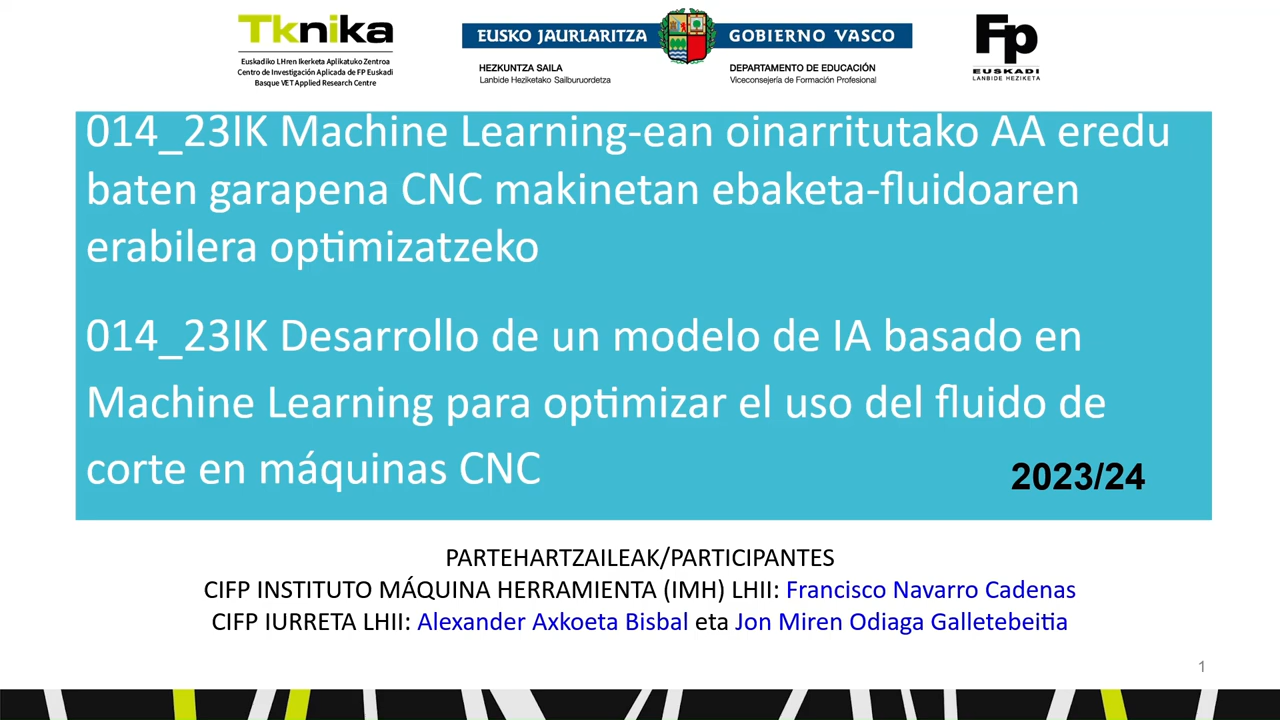 Tknika
Euskadiko LHren Ikerketa Aplikatuko Zentroa
Centro de Investigación Aplicada de FP Euskadi
Basque VET Applied Research Centre
EUSKO JAURLARITZA
GOBIERNO VASCO
HEZKUNTZA SAILA
Lanbide Heziketako Sailburuordetza
DEPARTAMENTO DE EDUCACIÓN
Viceconsejería de Formación Profesional
Fp
EUSKADI
LANBIDE HEZIKETA
014_23IK Machine Learning-ean oinarritutako AA eredu
baten garapena CNC makinetan ebaketa-fluidoaren
erabilera optimizatzeko
014_23IK Desarrollo de un modelo de IA basado en
Machine Learning para optimizar el uso del fluido de
corte en máquinas CNC
2023/24
PARTEHARTZAILEAK/PARTICIPANTES
CIFP INSTITUTO MÁQUINA HERRAMIENTA (IMH) LHII: Francisco Navarro Cadenas
CIFP IURRETA LHII: Alexander Axkoeta Bisbal eta Jon Miren Odiaga Galletebeitia
1